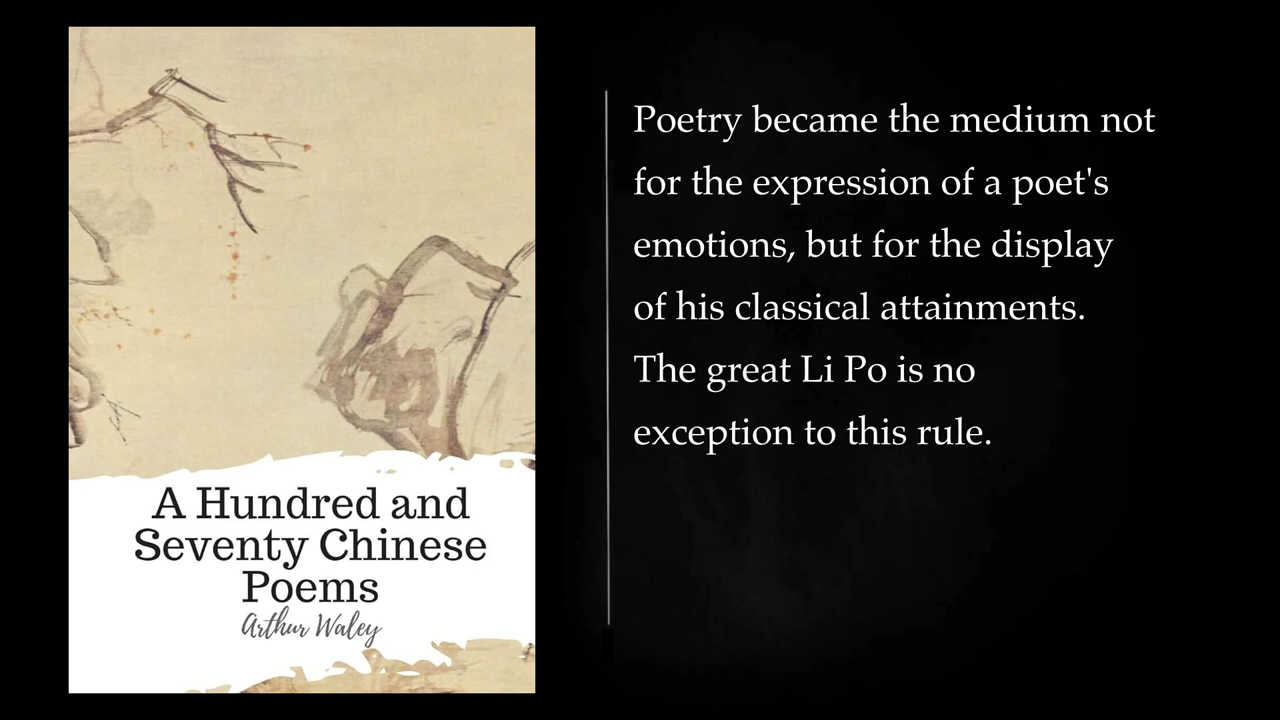 A Hundred and
Seventy Chinese
Poems
Arthur Waley
Poetry became the medium not
for the expression of a poet's
emotions, but for the display
of his classical attainments.
The great Li Po is no
exception to this rule.